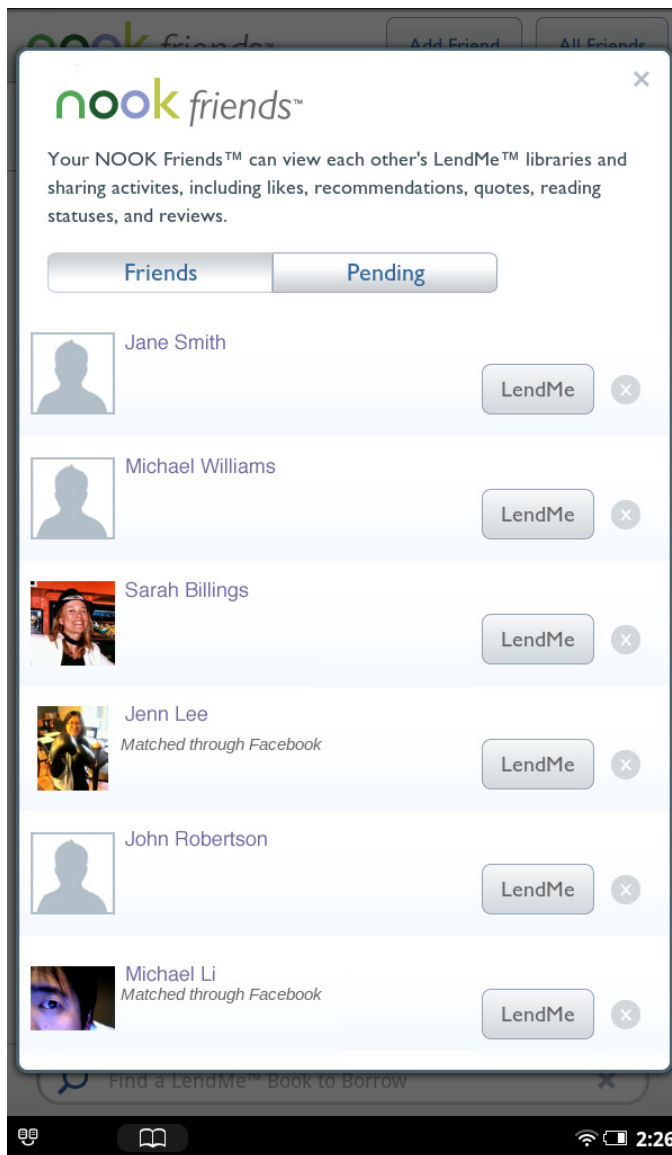 nook friends™
Add Friend
All Friends
×
nook friends™
Your NOOK Friends™ can view each other's LendMe™ libraries and
sharing activites, including likes, recommendations, quotes, reading
statuses, and reviews.
Friends
Pending
Jane Smith
LendMe
x
Michael Williams
LendMe
x
Sarah Billings
LendMe
x
Jenn Lee
Matched through Facebook
LendMe
x
John Robertson
LendMe
x
Michael Li
Matched through Facebook
LendMe
x
Find a LendMe™ Book to Borrow
×
2:26